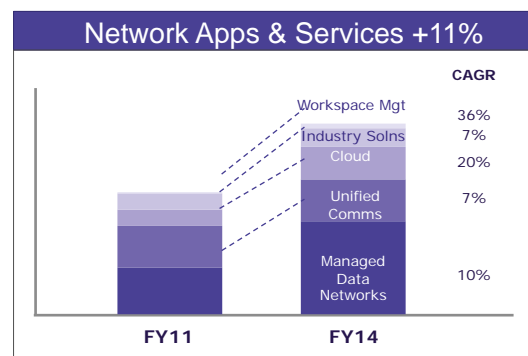 Network Apps & Services +11%
CAGR
Workspace Mgt
36%
Industry Solns
7%
Cloud
20%
Unified
Comms
7%
Managed
Data
Networks
10%
FY11
FY14